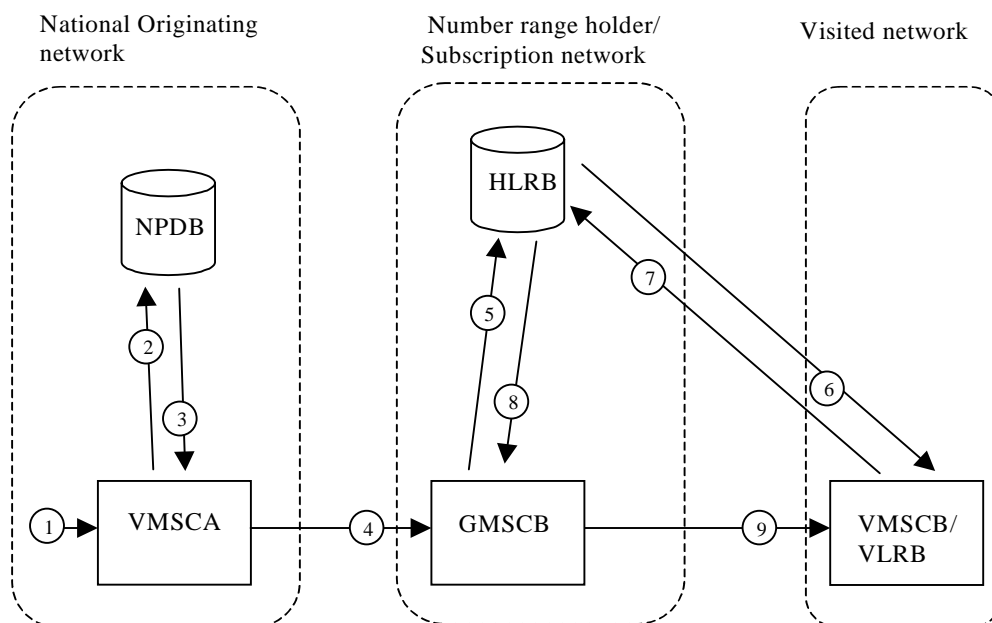 National Originating
network
Number range holder/
Subscription network
Visited network
NPDB
HLRB
2
3
5
8
7
6
1
VMSCA
4
GMSCB
9
VMSCB/
VLRB